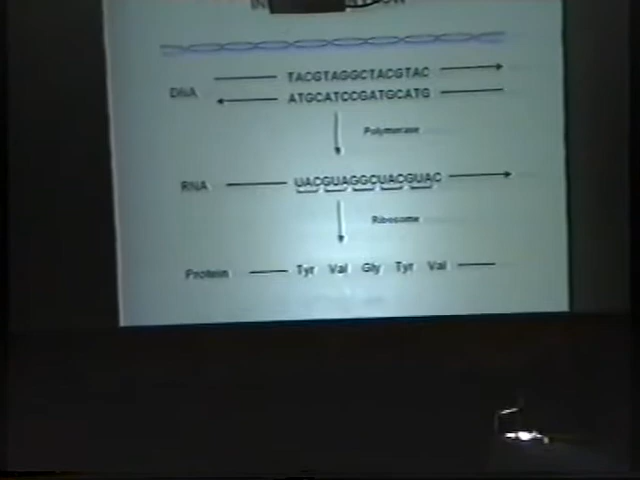 TACGTAGGCTACGTAC
DNA
ATGCATCCGATGCATG
Polymerase
RNA UACGUAGGCUACGUAC
Ribosome
Protein Tyr Val Gly Tyr Val